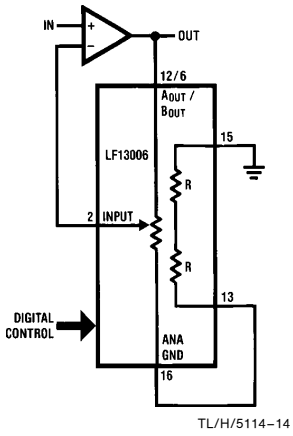 IN
+
−
OUT
12/6
AOUT /
BOUT
LF13006
15
R
2
INPUT
R
DIGITAL
CONTROL
13
ANA
GND
16
TL/H/5114–14